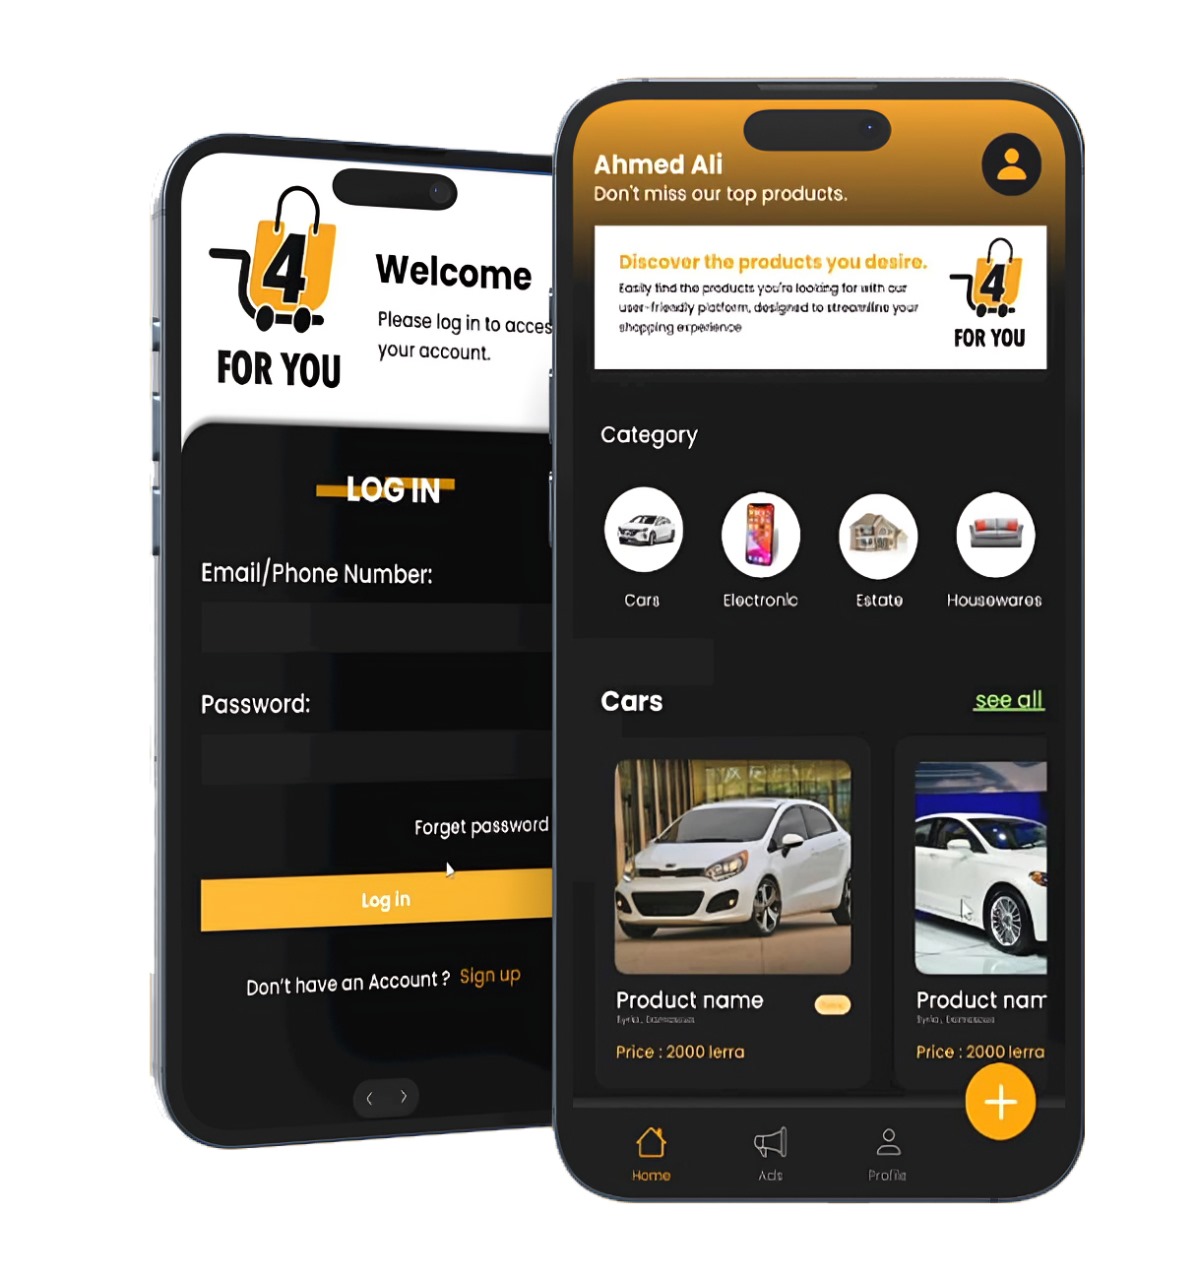 4
FOR YOU
Welcome
Please log in to acces
your account.
LOG IN
Email/Phone Number:
Password:
Forget password
Log in
Don't have an Account ? Sign up
Ahmed Ali
Don't miss our top products.
Discover the products you desire.
Easily find the products you're looking for with our
user-friendly platform, designed to streamline your
shopping experience
4
FOR YOU
Category
Cars
Electronic
Estate
Housewares
Cars
see all
Product name
Syria, Damascus
Price : 2000 lerra
Product nam
Syria, Damascus
Price : 2000 lerra
Home
Ads
Profile